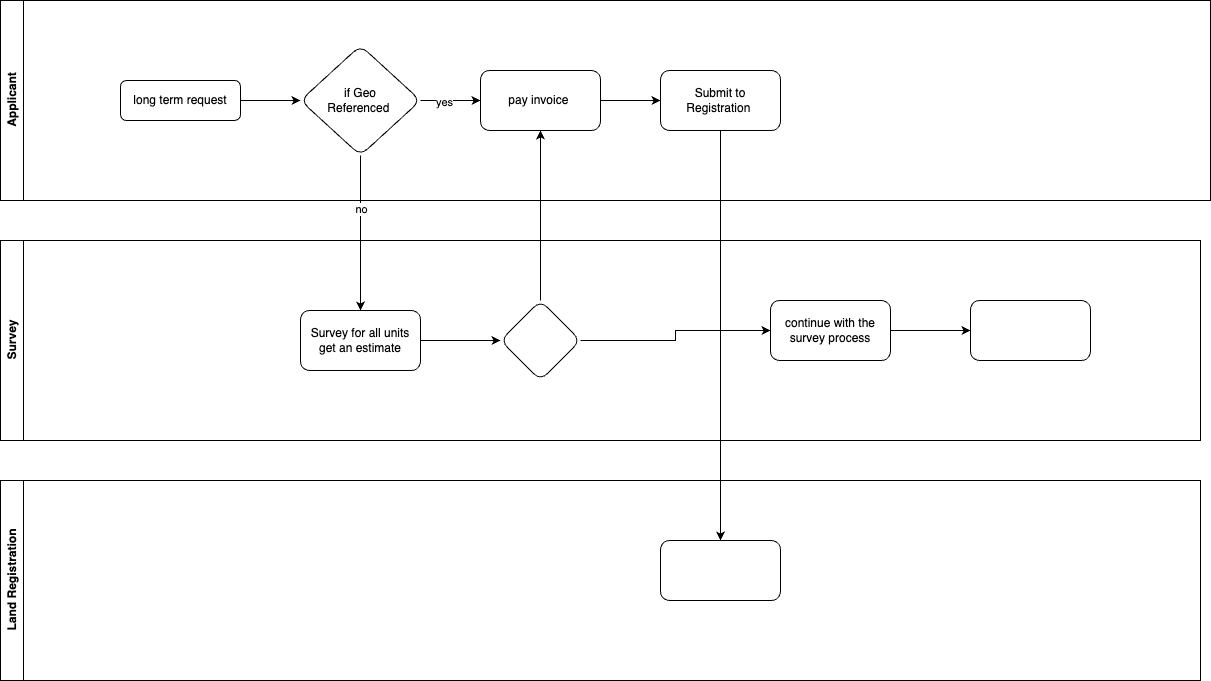 Applicant
long term request
if Geo
Referenced
yes
pay invoice
Submit to
Registration
no
Survey
Survey for all units
get an estimate
continue with the
survey process
Land Registration